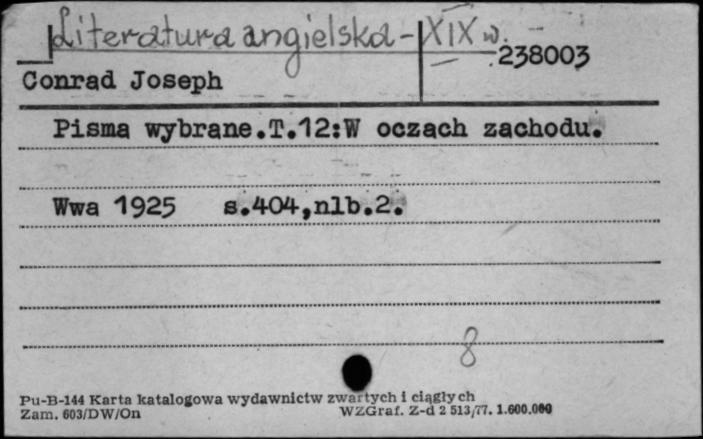 Literatura angielska - XIX w.
238003
Conrad Joseph
Pisma wybrane.T.12:W oczach zachodu.
Wwa 1925 s.404,nlb.2.
8
Pu-B-144 Karta katalogowa wydawnictw zwartych i ciągłych
Zam. 603/DW/On WZGraf. Z-d 2 513/77. 1.600.000